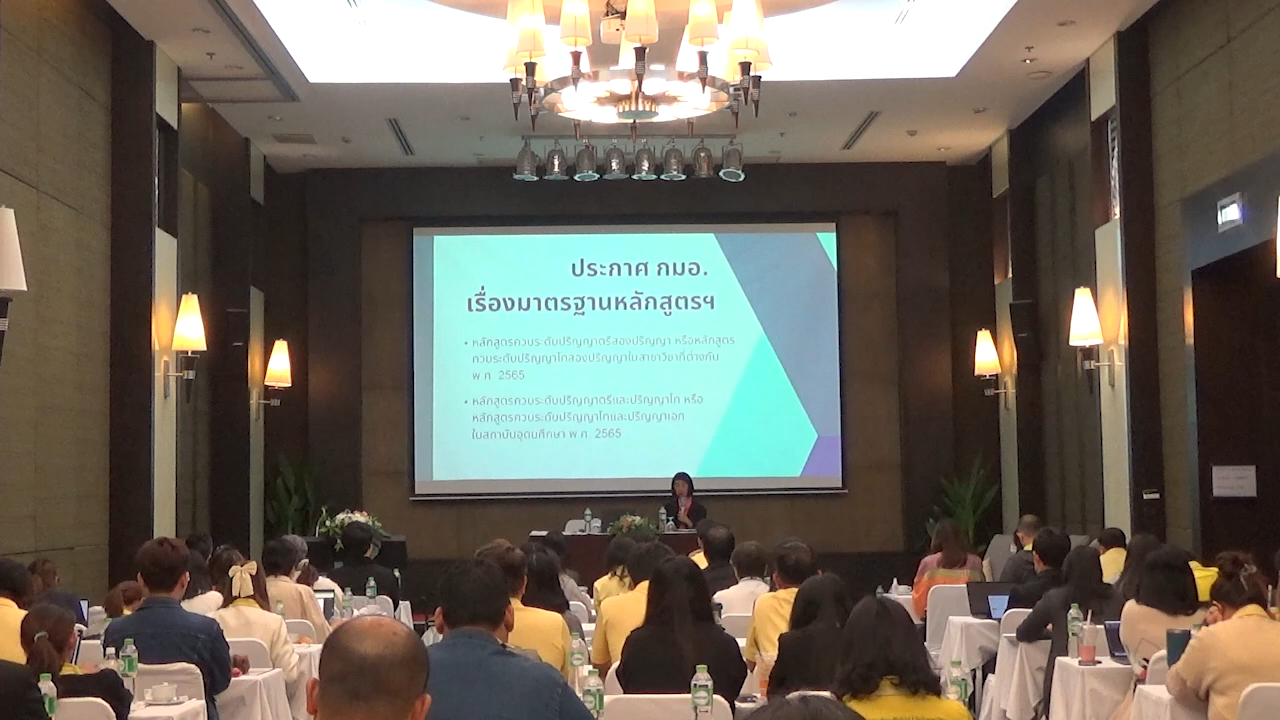 ประกาศ กมอ.
เรื่องมาตรฐานหลักสูตรฯ
• หลักสูตรควบระดับปริญญาตรีสองปริญญา หรือหลักสูตร
ควบระดับปริญญาโทสองปริญญาในสาขาวิชาที่ต่างกัน
พ.ศ. 2565
• หลักสูตรควบระดับปริญญาตรีและปริญญาโท หรือ
หลักสูตรควบระดับปริญญาโทและปริญญาเอก
ในสถาบันอุดมศึกษา พ.ศ. 2565